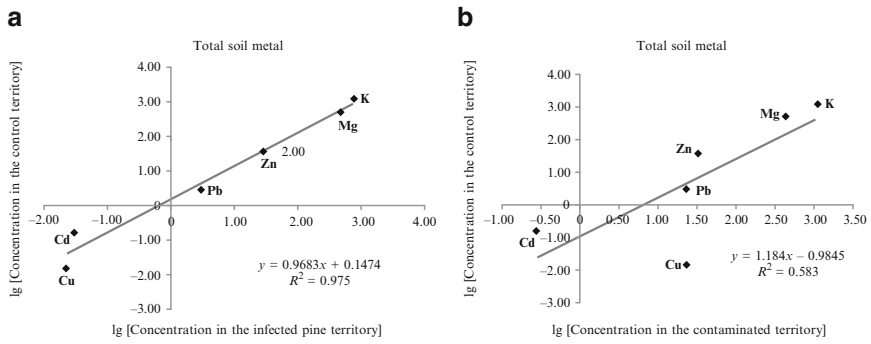 a
Total soil metal
lg [Concentration in the control territory]
4.00
3.00
2.00
1.00
0
–1.00
–2.00
–3.00
–2.00
–1.00
0
1.00
2.00
3.00
4.00
K
Mg
Zn
Pb
Cd
Cu
y = 0.9683x + 0.1474
R² = 0.975
lg [Concentration in the infected pine territory]
b
Total soil metal
lg [Concentration in the control territory]
4.00
3.00
2.00
1.00
0
–1.00
–2.00
–3.00
–1.00
–0.50
0.00
0.50
1.00
1.50
2.00
2.50
3.00
3.50
K
Mg
Zn
Pb
Cd
Cu
y = 1.184x – 0.9845
R² = 0.583
lg [Concentration in the contaminated territory]